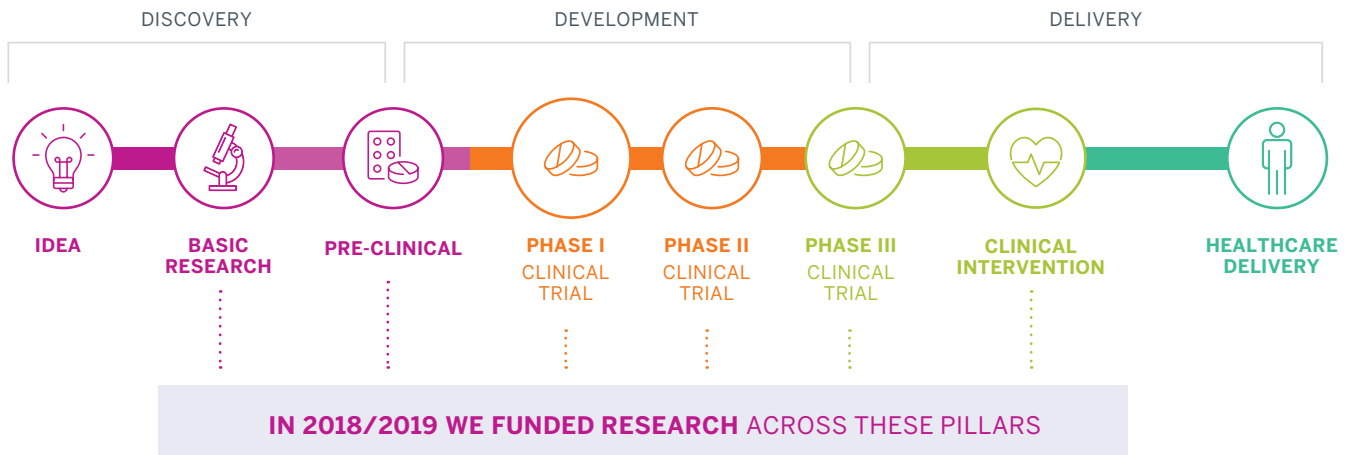 DISCOVERY
DEVELOPMENT
DELIVERY
IDEA
BASIC
RESEARCH
PRE-CLINICAL
PHASE I
CLINICAL
TRIAL
PHASE II
CLINICAL
TRIAL
PHASE III
CLINICAL
TRIAL
CLINICAL
INTERVENTION
HEALTHCARE
DELIVERY
IN 2018/2019 WE FUNDED RESEARCH ACROSS THESE PILLARS